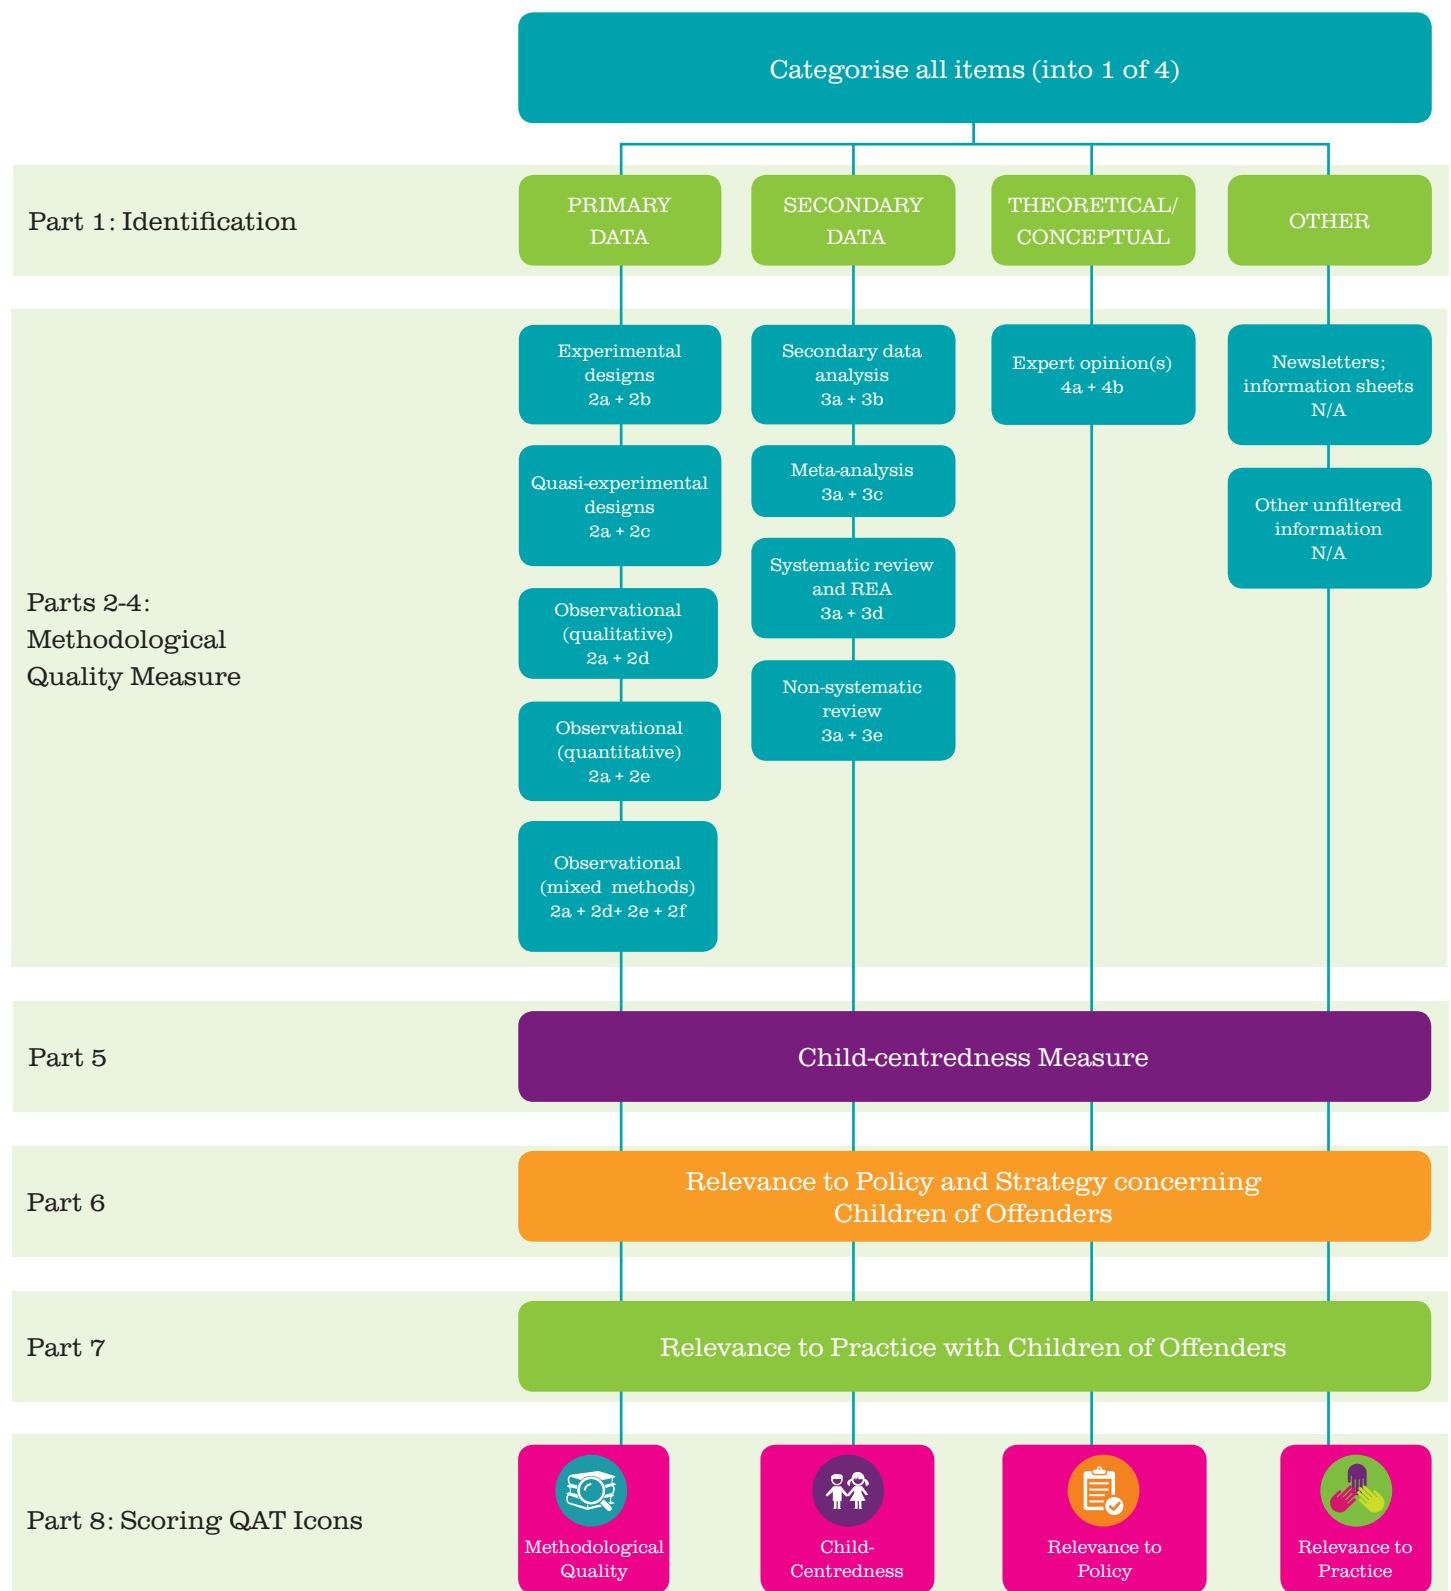 Categorise all items (into 1 of 4)
Part 1: Identification
PRIMARY
DATA
SECONDARY
DATA
THEORETICAL/
CONCEPTUAL
OTHER
Parts 2-4:
Methodological
Quality Measure
Experimental
designs
2a + 2b
Quasi-experimental
designs
2a + 2c
Observational
(qualitative)
2a + 2d
Observational
(quantitative)
2a + 2e
Observational
(mixed methods)
2a + 2d+ 2e + 2f
Secondary data
analysis
3a + 3b
Meta-analysis
3a + 3c
Systematic review
and REA
3a + 3d
Non-systematic
review
3a + 3e
Expert opinion(s)
4a + 4b
Newsletters;
information sheets
N/A
Other unfiltered
information
N/A
Part 5
Child-centredness Measure
Part 6
Relevance to Policy and Strategy concerning
Children of Offenders
Part 7
Relevance to Practice with Children of Offenders
Part 8: Scoring QAT Icons
Methodological
Quality
Child-
Centredness
Relevance to
Policy
Relevance to
Practice